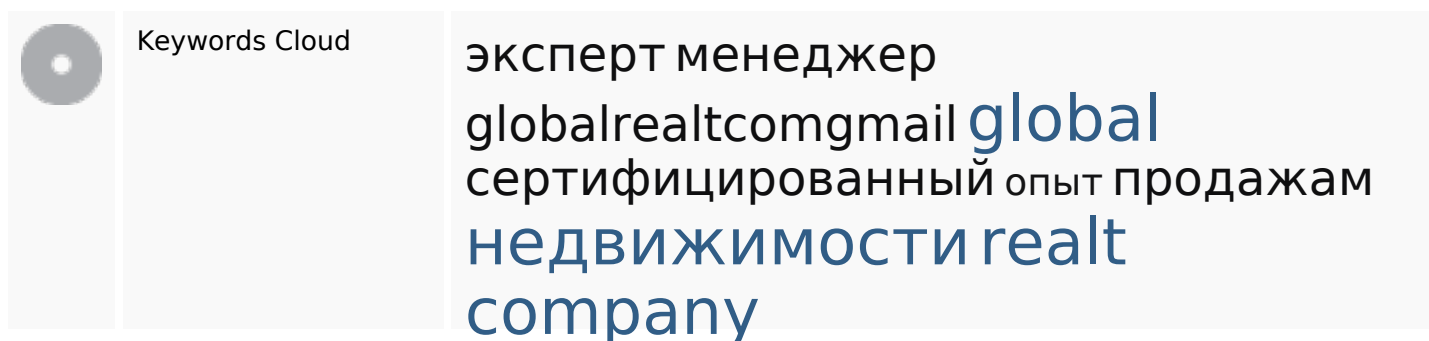 Keywords Cloud
эксперт менеджер
globalrealtcomgmail global
сертифицированный опыт продажам
недвижимости realt
company